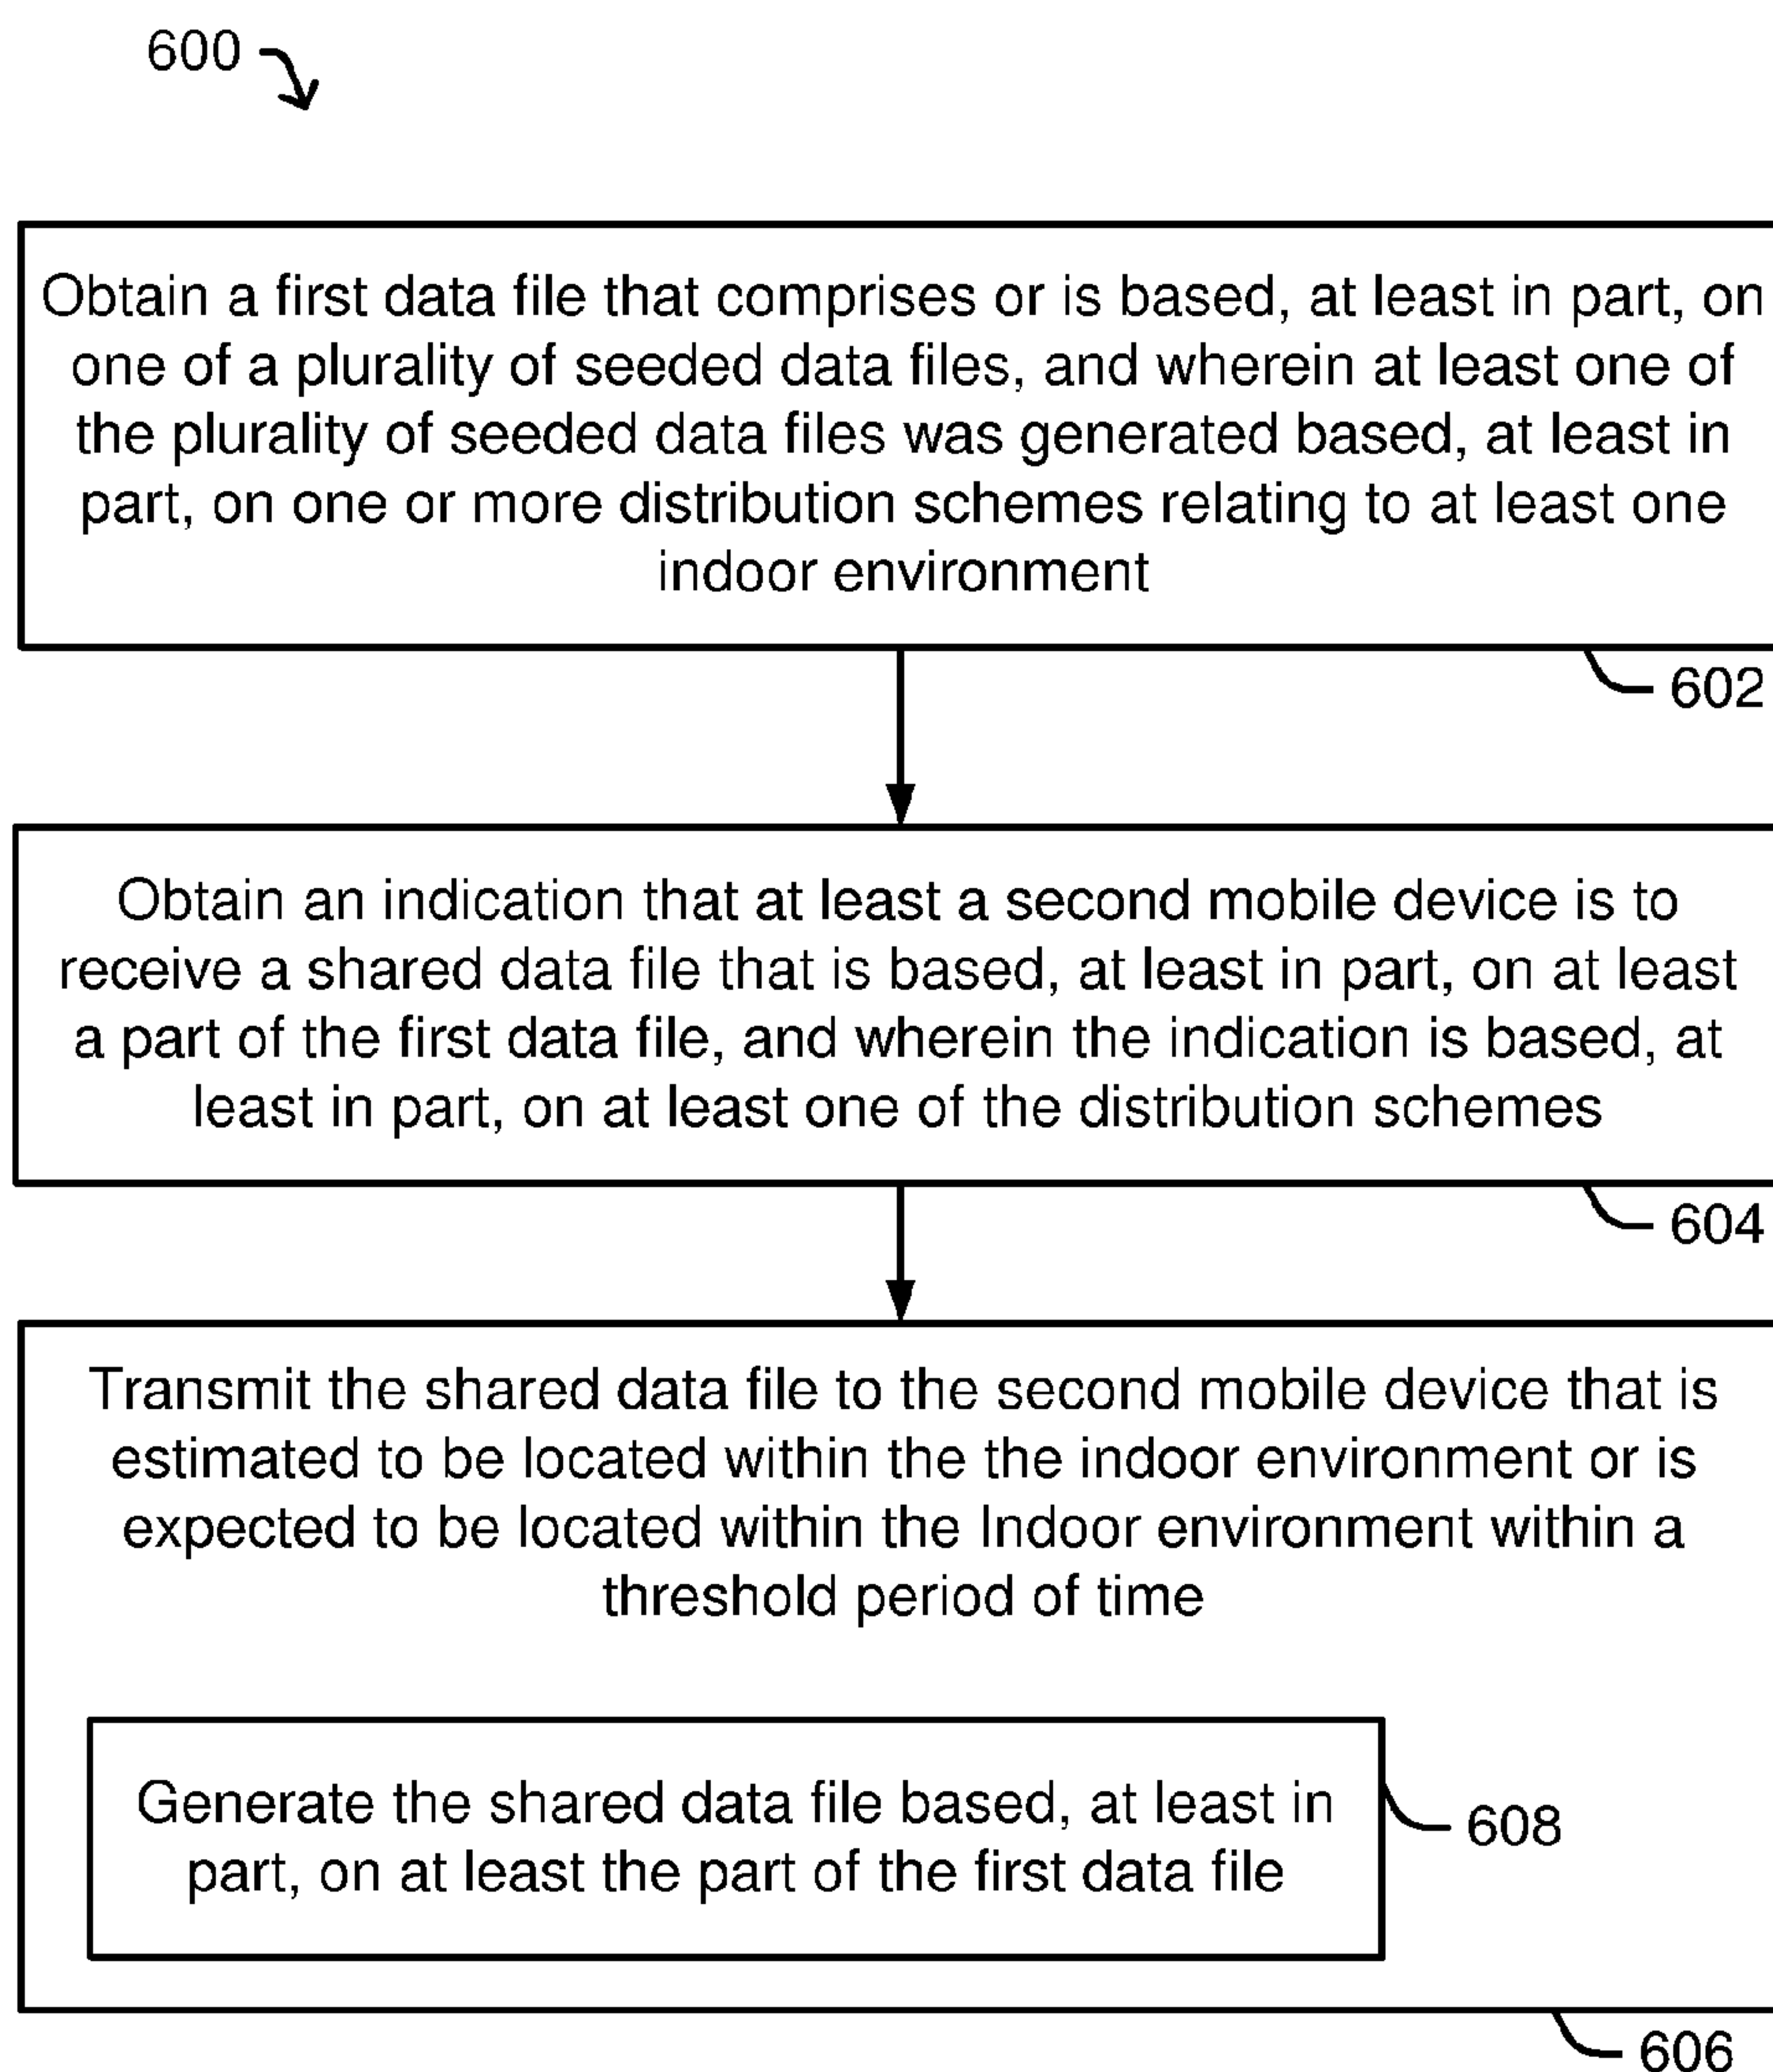 600
Obtain a first data file that comprises or is based, at least in part, on
one of a plurality of seeded data files, and wherein at least one of
the plurality of seeded data files was generated based, at least in
part, on one or more distribution schemes relating to at least one
indoor environment
602
Obtain an indication that at least a second mobile device is to
receive a shared data file that is based, at least in part, on at least
a part of the first data file, and wherein the indication is based, at
least in part, on at least one of the distribution schemes
604
Transmit the shared data file to the second mobile device that is
estimated to be located within the the indoor environment or is
expected to be located within the Indoor environment within a
threshold period of time
Generate the shared data file based, at least in
part, on at least the part of the first data file
608
606